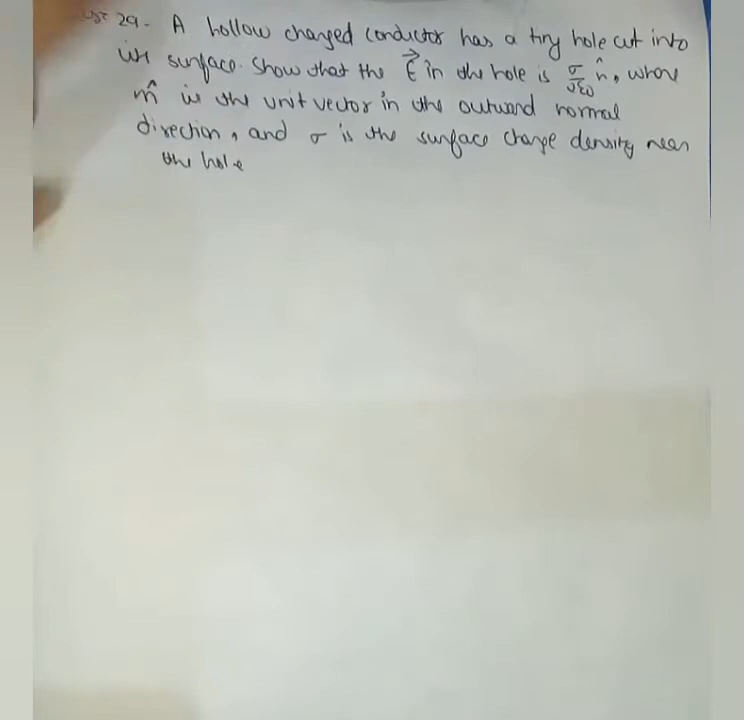 29. A hollow charged conductor has a tiny hole cut into
its surface. Show that the E⃗ in the hole is σ/2ε₀ n̂, where
n̂ is the unit vector in the outward normal
direction, and σ is the surface charge density near
the hole